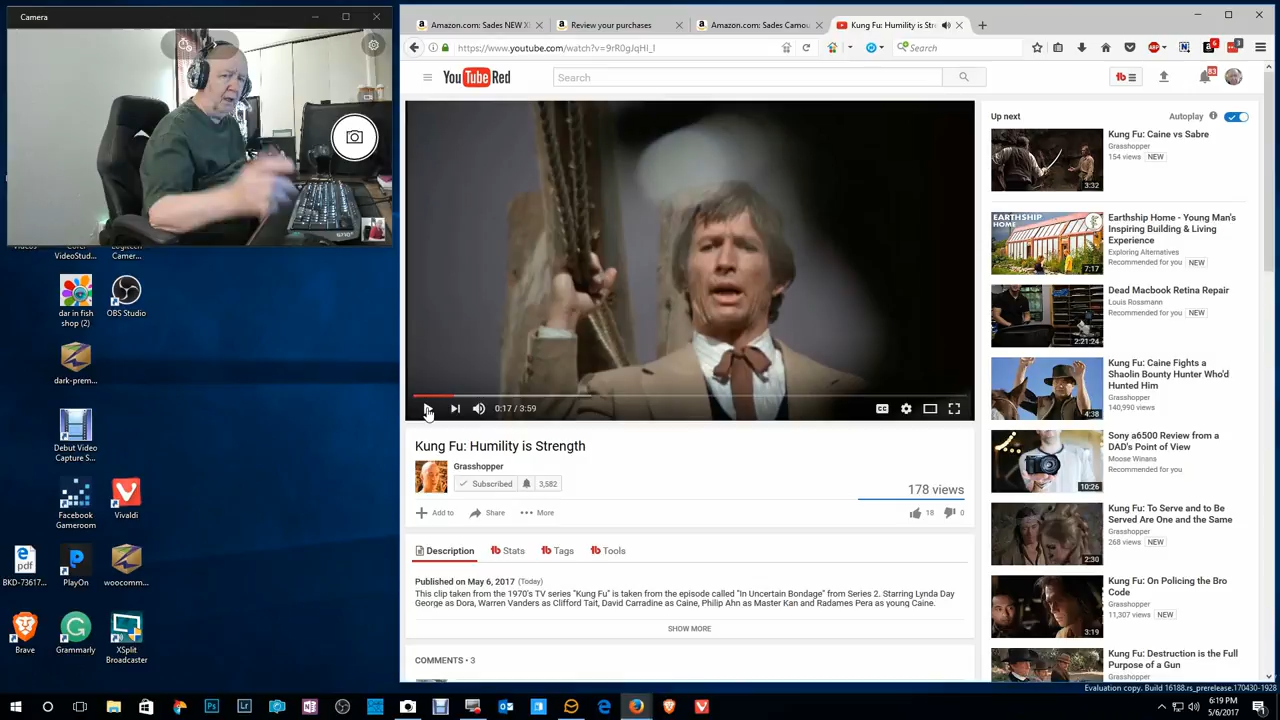 Camera
Videos
Corel VideoStud...
Logitech Camer...
dar in fish shop (2)
OBS Studio
dark-prem...
Debut Video Capture S...
Facebook Gameroom
Vivaldi
BKD-73617...
PlayOn
woocomm...
Brave
Grammarly
XSplit Broadcaster
Amazon.com: Sades NEW X
Review your purchases
Amazon.com: Sades Camou
Kung Fu: Humility is Str
Search
YouTube Red
Search
83
6
3
0:17 / 3:59
Kung Fu: Humility is Strength
Grasshopper
Subscribed
3,582
178 views
Add to
Share
More
18
0
Description
Stats
Tags
Tools
Published on May 6, 2017 (Today)
This clip taken from the 1970's TV series "Kung Fu" is taken from the episode called "In Uncertain Bondage" from Series 2. Starring Lynda Day
George as Dora, Warren Vanders as Clifford Tait, David Carradine as Caine, Philip Ahn as Master Kan and Radames Pera as young Caine.
SHOW MORE
COMMENTS • 3
Up next
Autoplay
Kung Fu: Caine vs Sabre
Grasshopper
154 views NEW
3:32
Earthship Home - Young Man's
Inspiring Building & Living
Experience
Exploring Alternatives
Recommended for you NEW
EARTHSHIP
HOME
7:17
Dead Macbook Retina Repair
Louis Rossmann
Recommended for you NEW
2:21:24
Kung Fu: Caine Fights a
Shaolin Bounty Hunter Who'd
Hunted Him
Grasshopper
140,990 views
4:38
Sony a6500 Review from a
DAD's Point of View
Moose Winans
Recommended for you
10:26
Kung Fu: To Serve and to Be
Served Are One and the Same
Grasshopper
268 views NEW
2:30
Kung Fu: On Policing the Bro
Code
Grasshopper
11,307 views NEW
3:19
Kung Fu: Destruction is the Full
Purpose of a Gun
Grasshopper
Evaluation copy. Build 16188.rs_prerelease.170430-1928
6:19 PM
5/6/2017